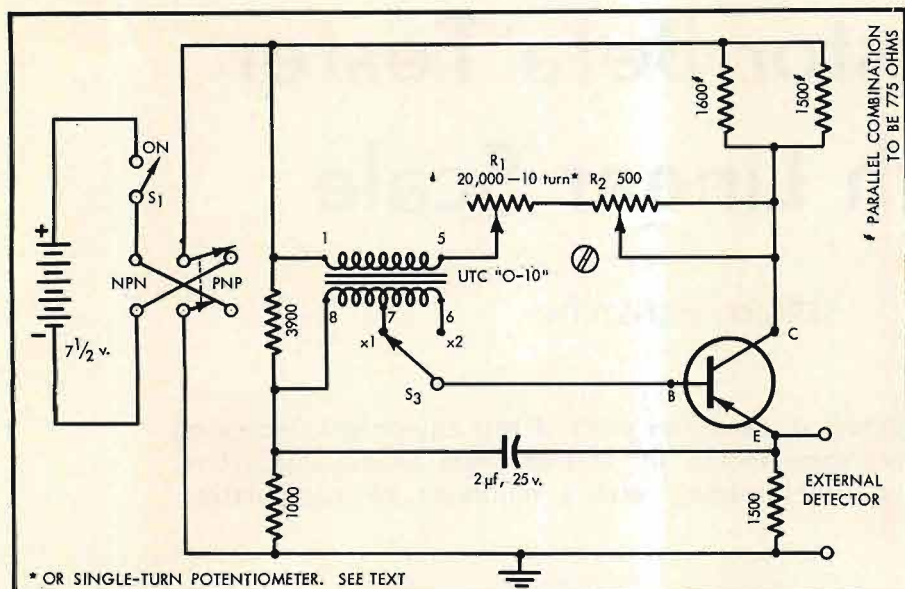 ON
S1
+
-
7 1/2 v.
NPN
PNP
3900
1000
1
5
UTC "O-10"
8
7
6
x1
x2
S3
R1
20,000-10 turn*
R2 500
1600#
1500#
# PARALLEL COMBINATION
TO BE 775 OHMS
C
B
E
2 µf, 25 v.
1500
EXTERNAL
DETECTOR
* OR SINGLE-TURN POTENTIOMETER. SEE TEXT